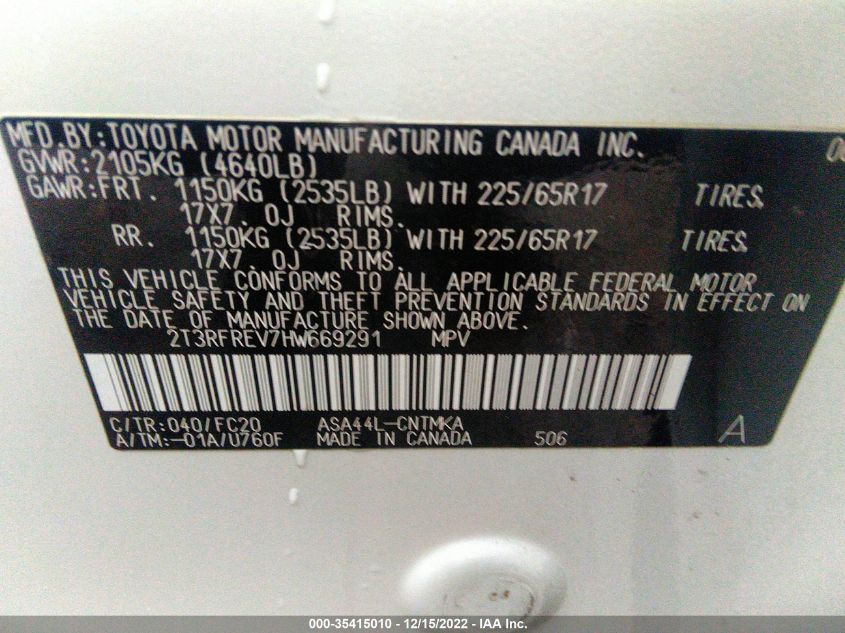 MFD.BY:TOYOTA MOTOR MANUFACTURING CANADA INC.
GVWR:2105KG (4640LB)
GAWR:FRT. 1150KG (2535LB) WITH 225/65R17 TIRES,
17X7. 0J RIMS.
RR. 1150KG (2535LB) WITH 225/65R17 TIRES,
17X7. 0J RIMS.
THIS VEHICLE CONFORMS TO ALL APPLICABLE FEDERAL MOTOR
VEHICLE SAFETY AND THEFT PREVENTION STANDARDS IN EFFECT ON
THE DATE OF MANUFACTURE SHOWN ABOVE.
2T3RFREV7HW669291 MPV
C/TR:040/FC20 ASA44L-CNTMKA
A/TM:-01A/U760F MADE IN CANADA 506 A
000-35415010 - 12/15/2022 - IAA Inc.